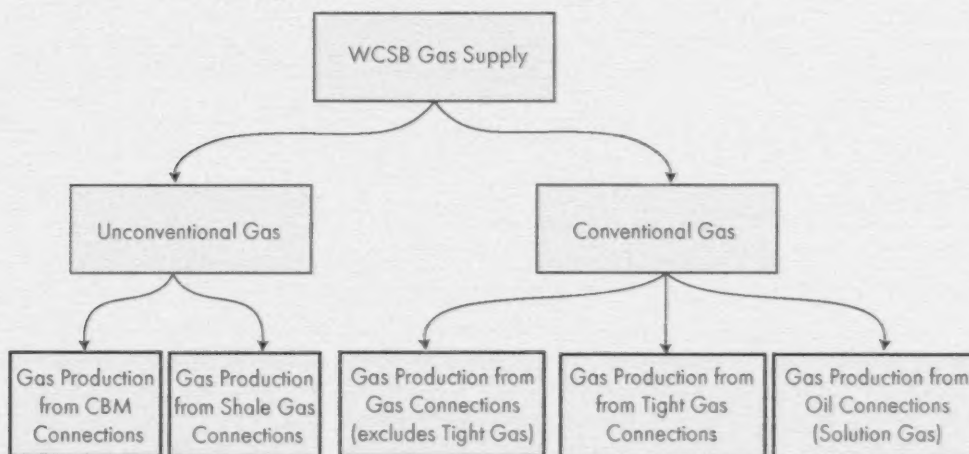 WCSB Gas Supply
Unconventional Gas
Conventional Gas
Gas Production
from CBM
Connections
Gas Production
from Shale Gas
Connections
Gas Production from
Gas Connections
(excludes Tight Gas)
Gas Production from
from Tight Gas
Connections
Gas Production from
Oil Connections
(Solution Gas)